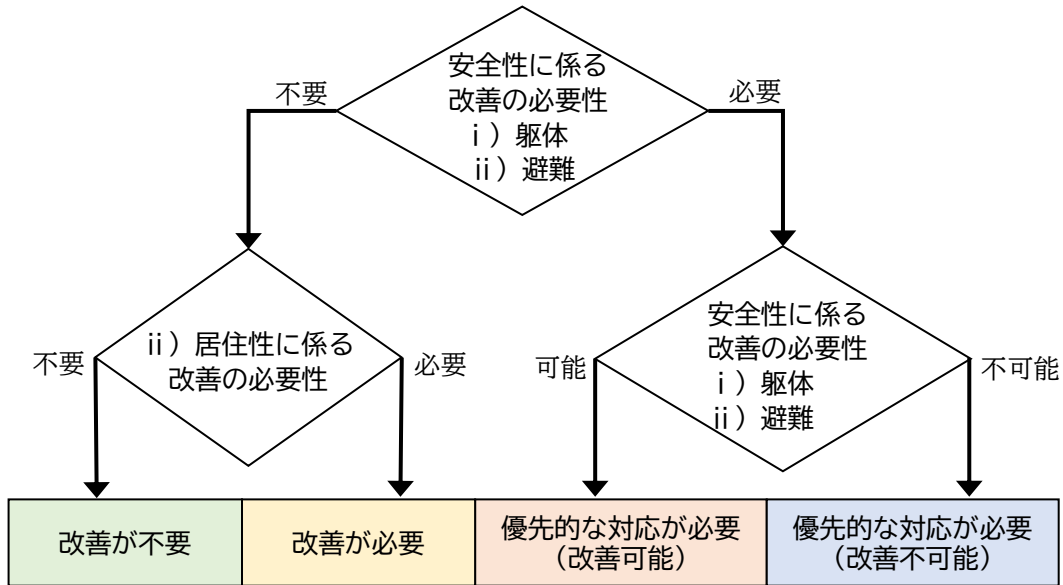 安全性に係る
改善の必要性
ⅰ）躯体
ⅱ）避難
不要
必要
ⅱ）居住性に係る
改善の必要性
不要
必要
安全性に係る
改善の必要性
ⅰ）躯体
ⅱ）避難
可能
不可能
改善が不要
改善が必要
優先的な対応が必要
（改善可能）
優先的な対応が必要
（改善不可能）